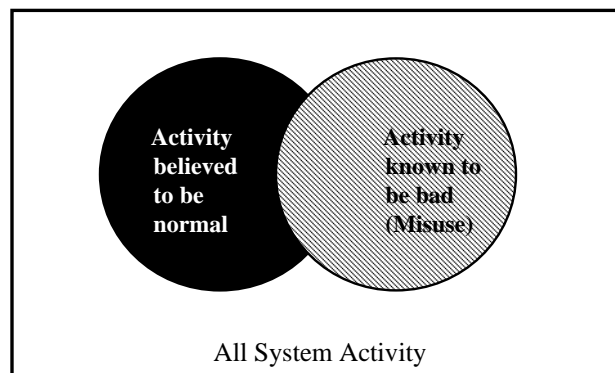 Activity
believed
to be
normal
Activity
known to
be bad
(Misuse)
All System Activity